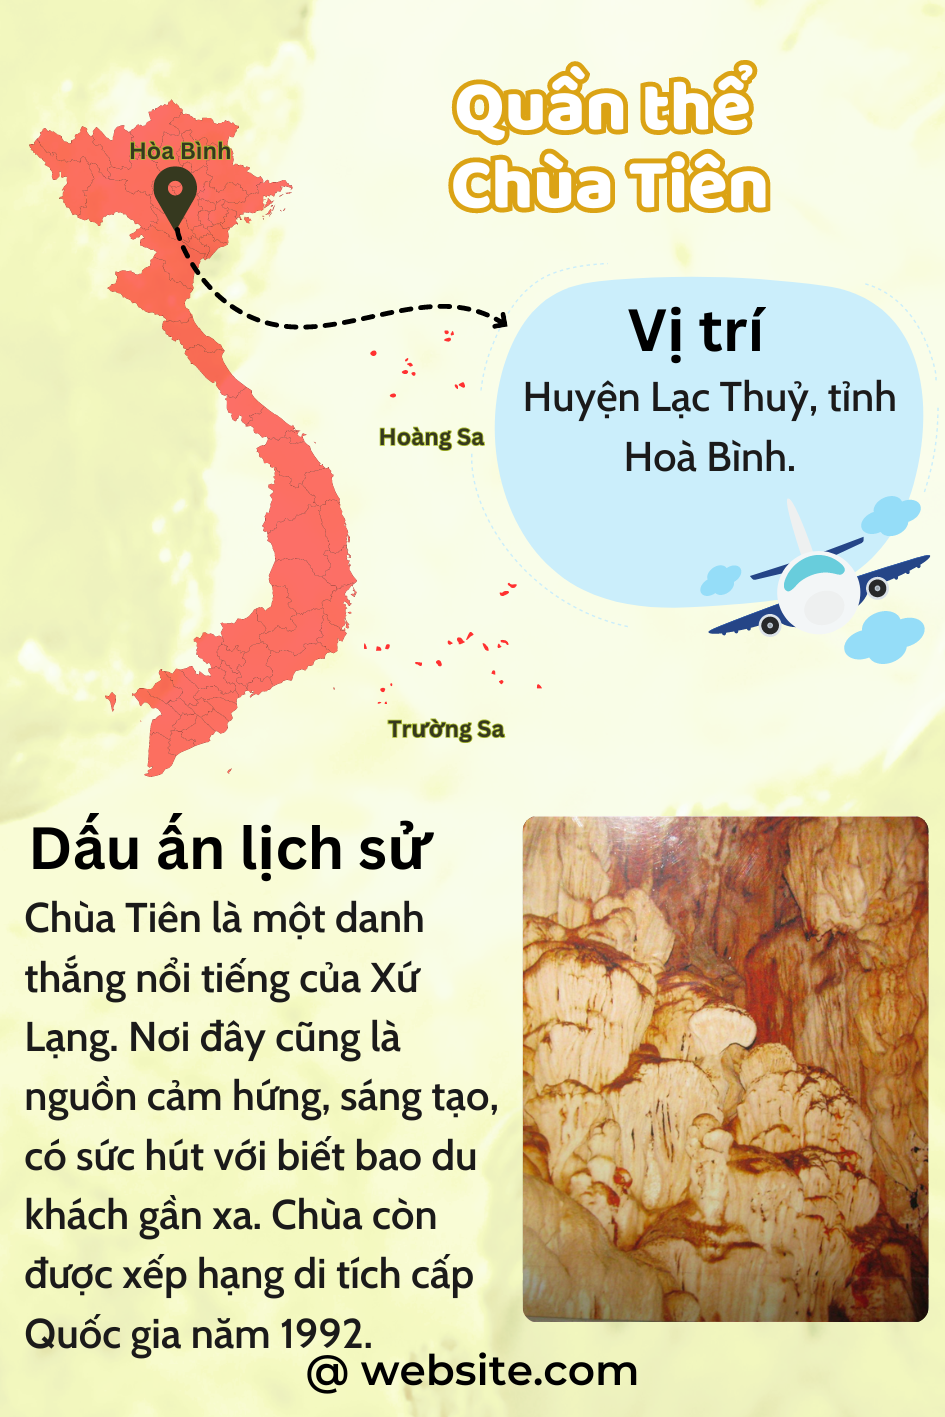 Quần thể
Chùa Tiên
Hòa Bình
Vị trí
Huyện Lạc Thuỷ, tỉnh
Hoà Bình.
Hoàng Sa
Trường Sa
Dấu ấn lịch sử
Chùa Tiên là một danh
thắng nổi tiếng của Xứ
Lạng. Nơi đây cũng là
nguồn cảm hứng, sáng tạo,
có sức hút với biết bao du
khách gần xa. Chùa còn
được xếp hạng di tích cấp
Quốc gia năm 1992.
@ website.com